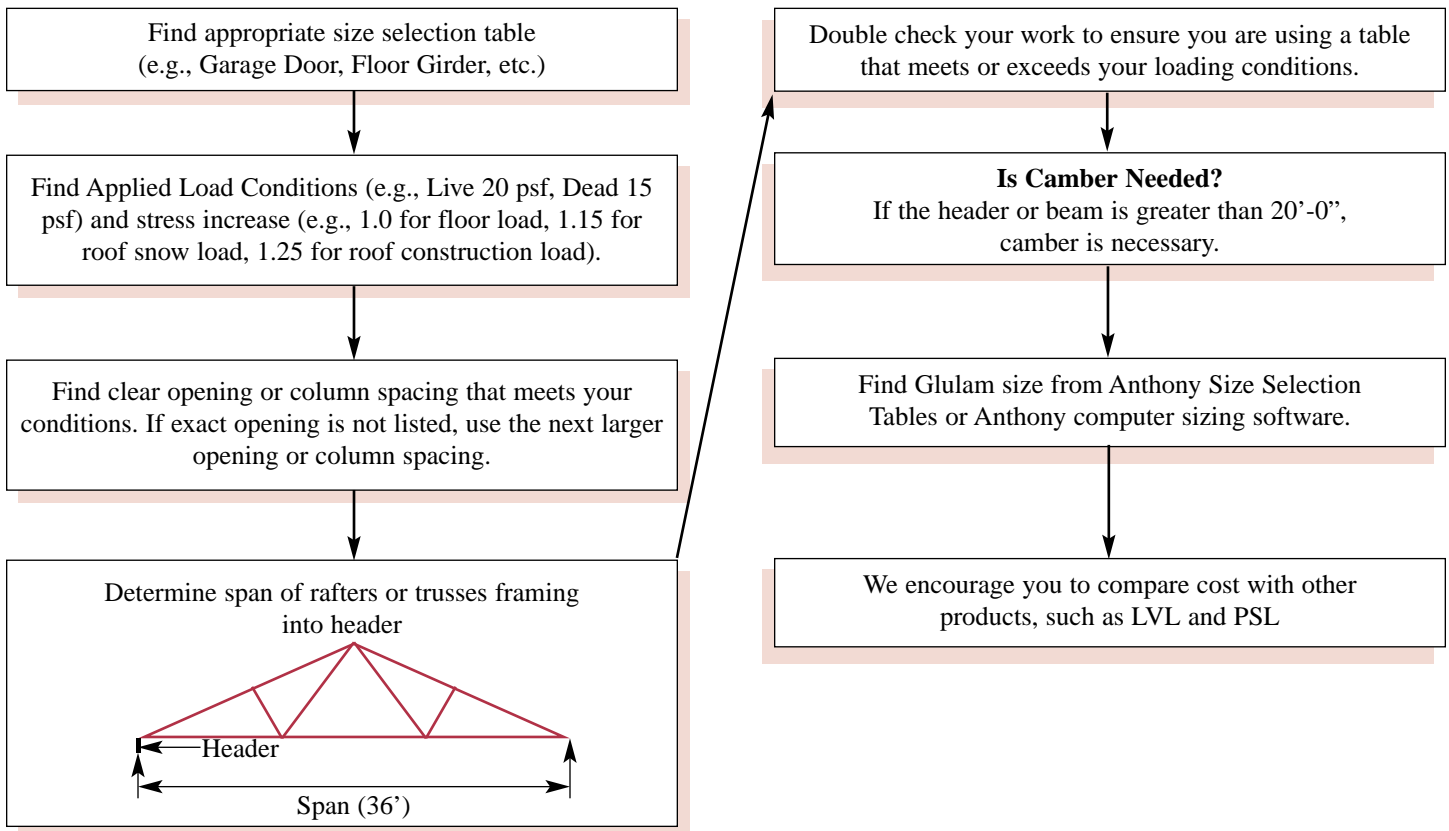 Find appropriate size selection table
(e.g., Garage Door, Floor Girder, etc.)
Find Applied Load Conditions (e.g., Live 20 psf, Dead 15
psf) and stress increase (e.g., 1.0 for floor load, 1.15 for
roof snow load, 1.25 for roof construction load).
Find clear opening or column spacing that meets your
conditions. If exact opening is not listed, use the next larger
opening or column spacing.
Determine span of rafters or trusses framing
into header
Header
Span (36’)
Double check your work to ensure you are using a table
that meets or exceeds your loading conditions.
Is Camber Needed?
If the header or beam is greater than 20’-0”,
camber is necessary.
Find Glulam size from Anthony Size Selection
Tables or Anthony computer sizing software.
We encourage you to compare cost with other
products, such as LVL and PSL